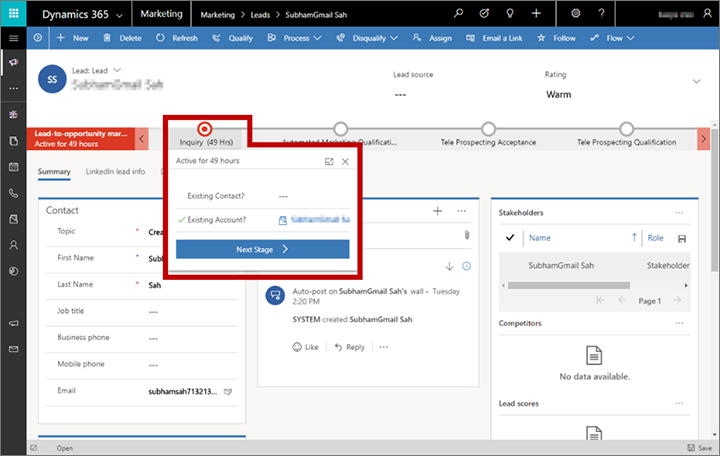 Dynamics 365 Marketing Marketing > Leads > SubhamGmail Sah
New Delete Refresh Qualify Process Disqualify Assign Email a Link Follow Flow
SS
Lead: Lead
Lead source
---
Rating
Warm
Lead-to-opportunity mar...
Active for 49 hours
Inquiry (49 Hrs)
Automated Marketing Qualificati...
Tele Prospecting Acceptance
Tele Prospecting Qualification
Active for 49 hours
Existing Contact? ---
Existing Account?
Next Stage
Summary LinkedIn lead info
Contact
Topic * Crea
First Name * Subh
Last Name * Sah
Job title ---
Business phone ---
Mobile phone ---
Email subhamsah713213...
Auto-post on SubhamGmail Sah's wall - Tuesday
2:20 PM
SYSTEM created SubhamGmail Sah
Like Reply ...
Stakeholders
Name Role
SubhamGmail Sah Stakeholder
Page 1
Competitors
No data available.
Lead scores
Open Save